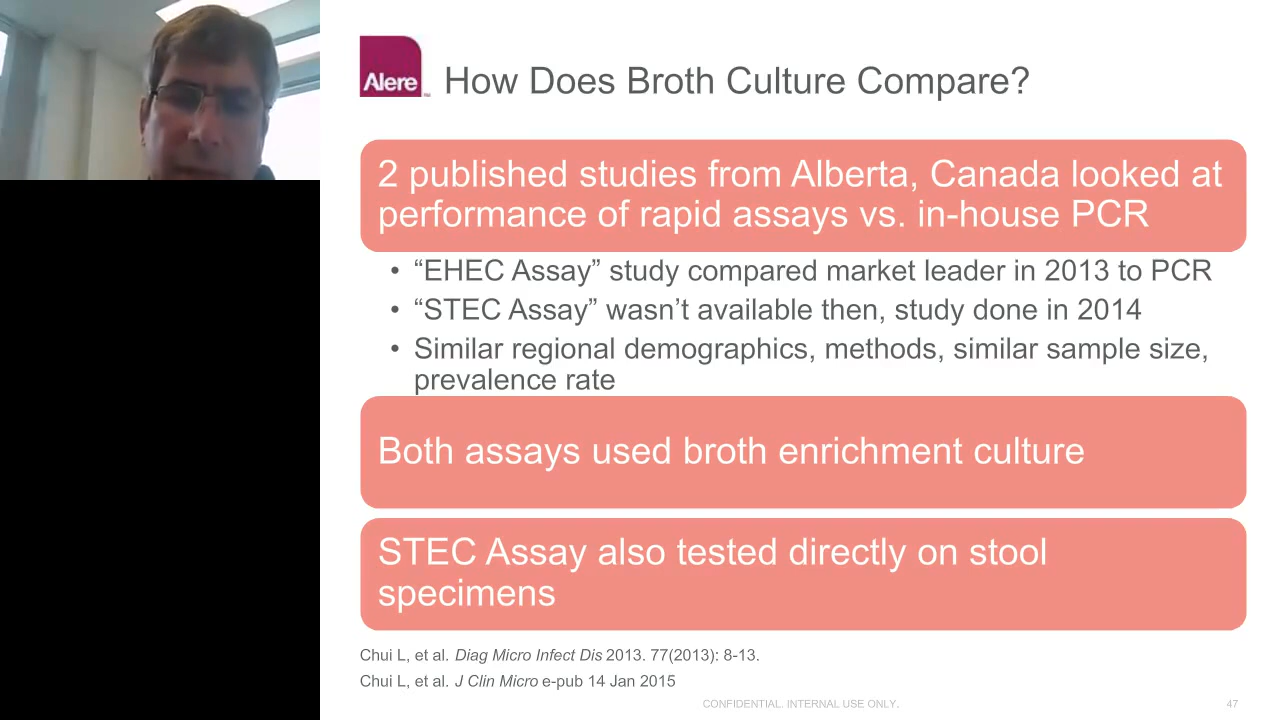 Alere
How Does Broth Culture Compare?
2 published studies from Alberta, Canada looked at
performance of rapid assays vs. in-house PCR
• “EHEC Assay” study compared market leader in 2013 to PCR
• “STEC Assay” wasn’t available then, study done in 2014
• Similar regional demographics, methods, similar sample size,
prevalence rate
Both assays used broth enrichment culture
STEC Assay also tested directly on stool
specimens
Chui L, et al. Diag Micro Infect Dis 2013. 77(2013): 8-13.
Chui L, et al. J Clin Micro e-pub 14 Jan 2015
CONFIDENTIAL. INTERNAL USE ONLY.
47